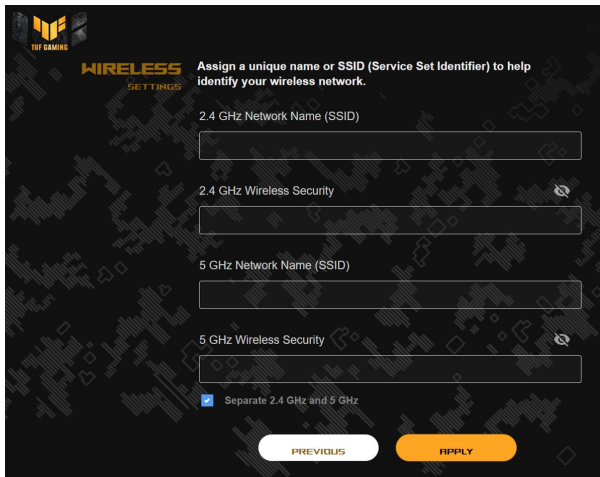 TUF GAMING
WIRELESS
SETTINGS
Assign a unique name or SSID (Service Set Identifier) to help
identify your wireless network.
2.4 GHz Network Name (SSID)
2.4 GHz Wireless Security
5 GHz Network Name (SSID)
5 GHz Wireless Security
Separate 2.4 GHz and 5 GHz
PREVIOUS
APPLY